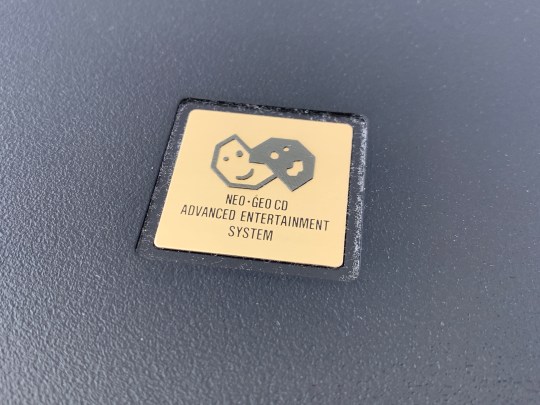 NEO·GEO CD
ADVANCED ENTERTAINMENT
SYSTEM